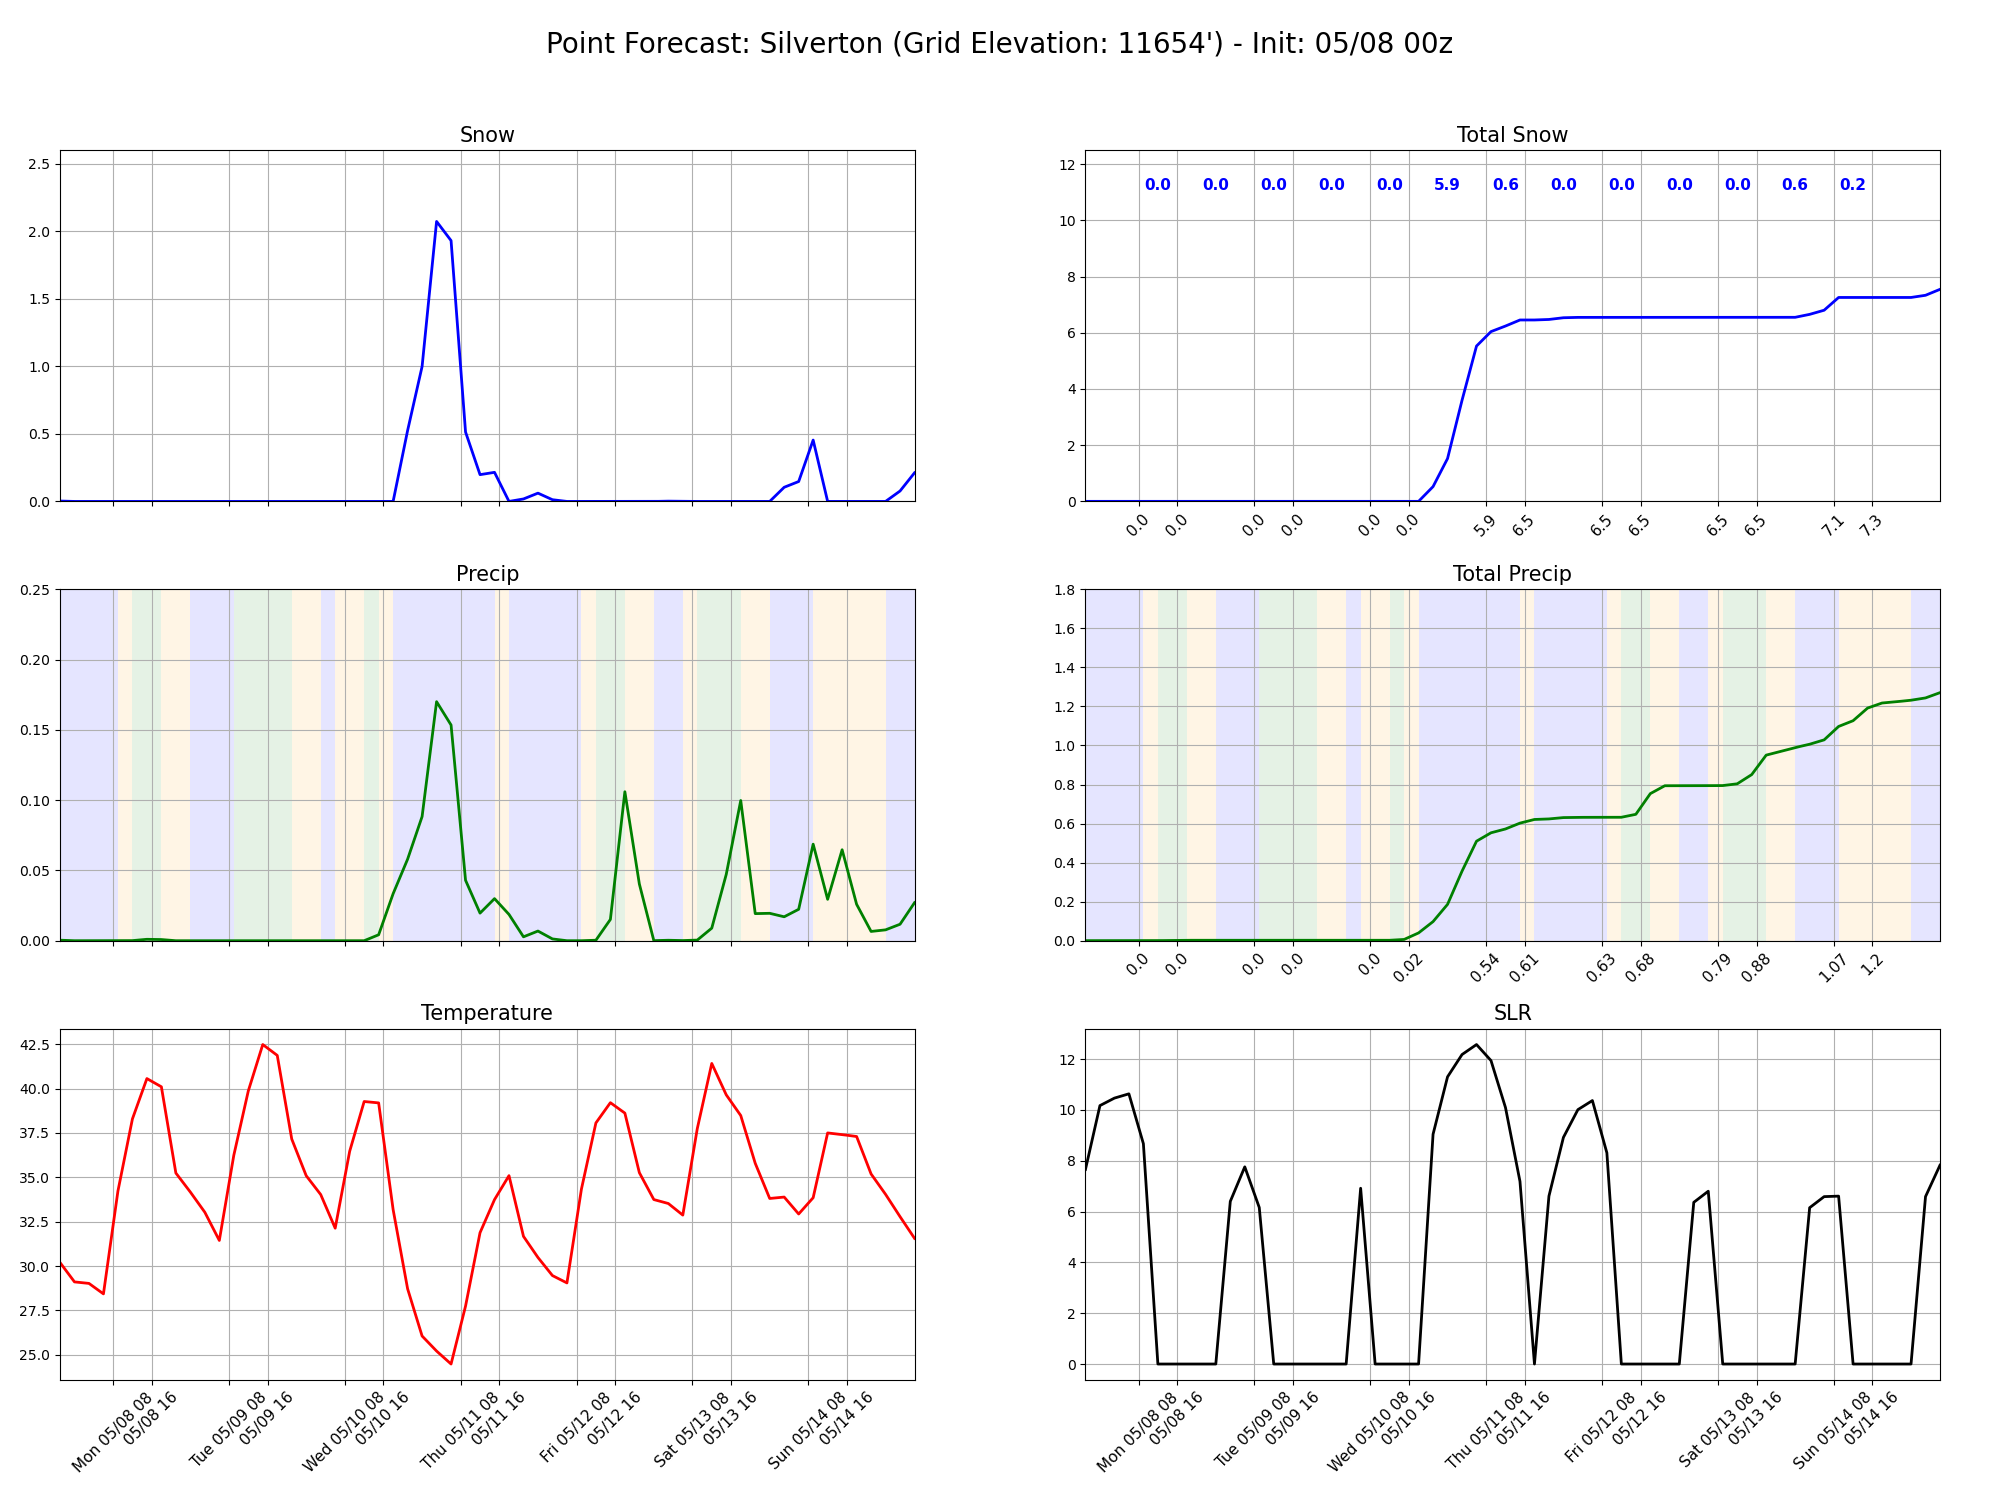 Point Forecast: Silverton (Grid Elevation: 11654') - Init: 05/08 00z
Snow
2.5
2.0
1.5
1.0
0.5
0.0
Total Snow
12
10
8
6
4
2
0
0.0 0.0 0.0 0.0 0.0 5.9 0.6 0.0 0.0 0.0 0.0 0.6 0.2
0.0 0.0 0.0 0.0 0.0 0.0 5.9 6.5 6.5 6.5 6.5 6.5 7.1 7.3
Precip
0.25
0.20
0.15
0.10
0.05
0.00
Total Precip
1.8
1.6
1.4
1.2
1.0
0.8
0.6
0.4
0.2
0.0
0.0 0.0 0.0 0.0 0.0 0.02 0.54 0.61 0.63 0.68 0.79 0.88 1.07 1.2
Temperature
42.5
40.0
37.5
35.0
32.5
30.0
27.5
25.0
Mon 05/08 08
05/08 16
Tue 05/09 08
05/09 16
Wed 05/10 08
05/10 16
Thu 05/11 08
05/11 16
Fri 05/12 08
05/12 16
Sat 05/13 08
05/13 16
Sun 05/14 08
05/14 16
SLR
12
10
8
6
4
2
0
Mon 05/08 08
05/08 16
Tue 05/09 08
05/09 16
Wed 05/10 08
05/10 16
Thu 05/11 08
05/11 16
Fri 05/12 08
05/12 16
Sat 05/13 08
05/13 16
Sun 05/14 08
05/14 16